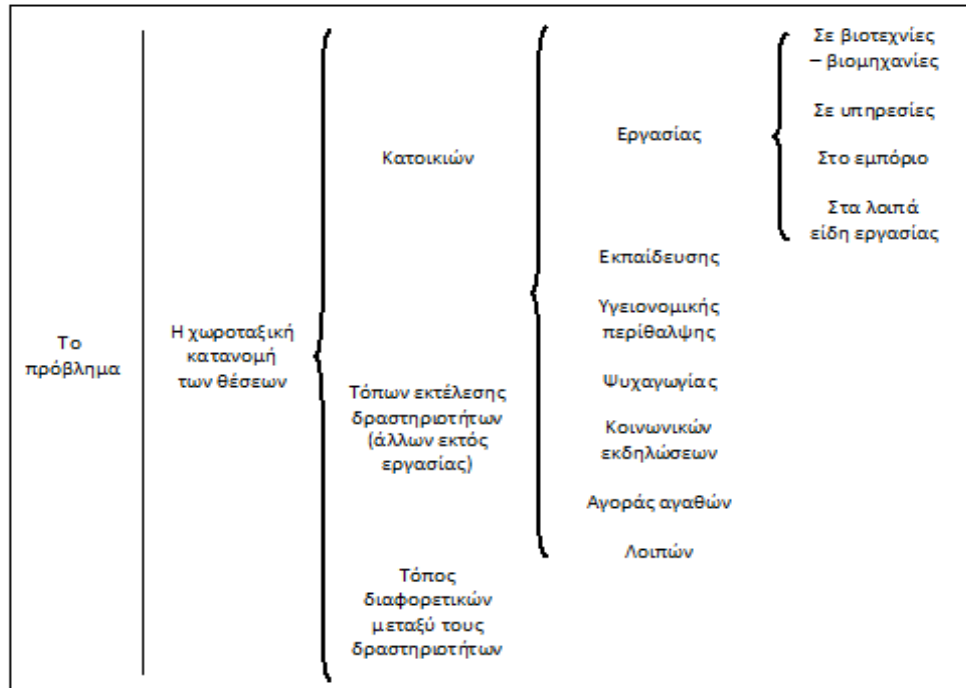 Το
πρόβλημα
Η χωροταξική
κατανομή
των θέσεων
Κατοικιών
Τόπων εκτέλεσης
δραστηριοτήτων
(άλλων εκτός
εργασίας)
Τόπος
διαφορετικών
μεταξύ τους
δραστηριοτήτων
Εργασίας
Εκπαίδευσης
Υγειονομικής
περίθαλψης
Ψυχαγωγίας
Κοινωνικών
εκδηλώσεων
Αγοράς αγαθών
Λοιπών
Σε βιοτεχνίες
– βιομηχανίες
Σε υπηρεσίες
Στο εμπόριο
Στα λοιπά
είδη εργασίας